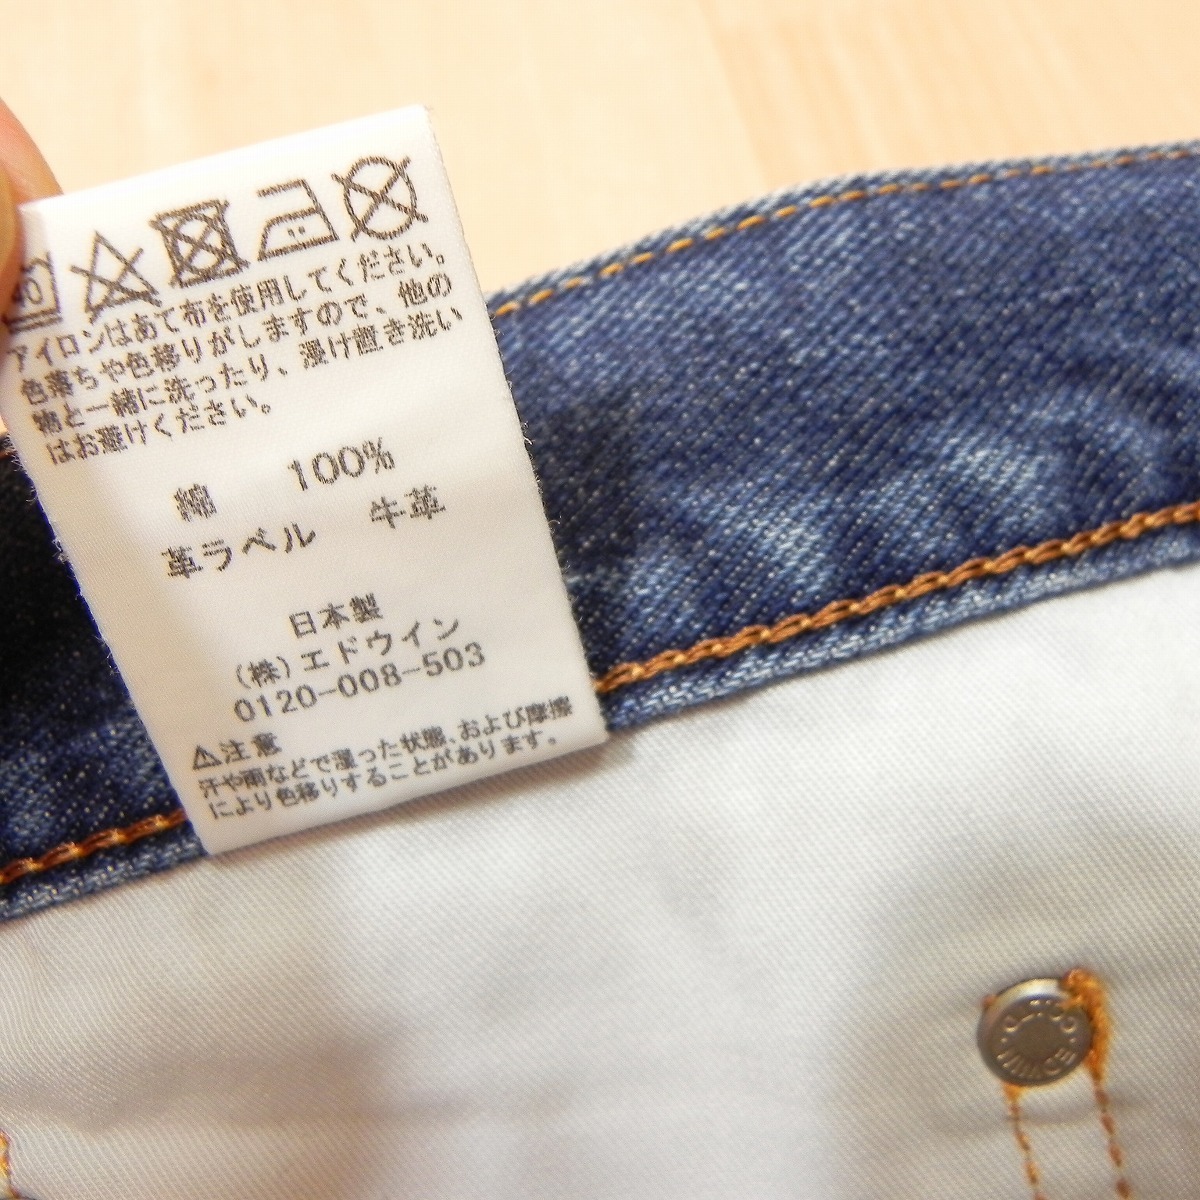 40
アイロンはあて布を使用してください。
色落ちや色移りがしますので、他の
物と一緒に洗ったり、浸け置き洗い
はお避けください。
綿 100%
革ラベル 牛革
日本製
(株)エドウイン
0120-008-503
⚠注意
汗や雨などで湿った状態、および摩擦
により色移りすることがあります。
EDWIN CO.,LTD.